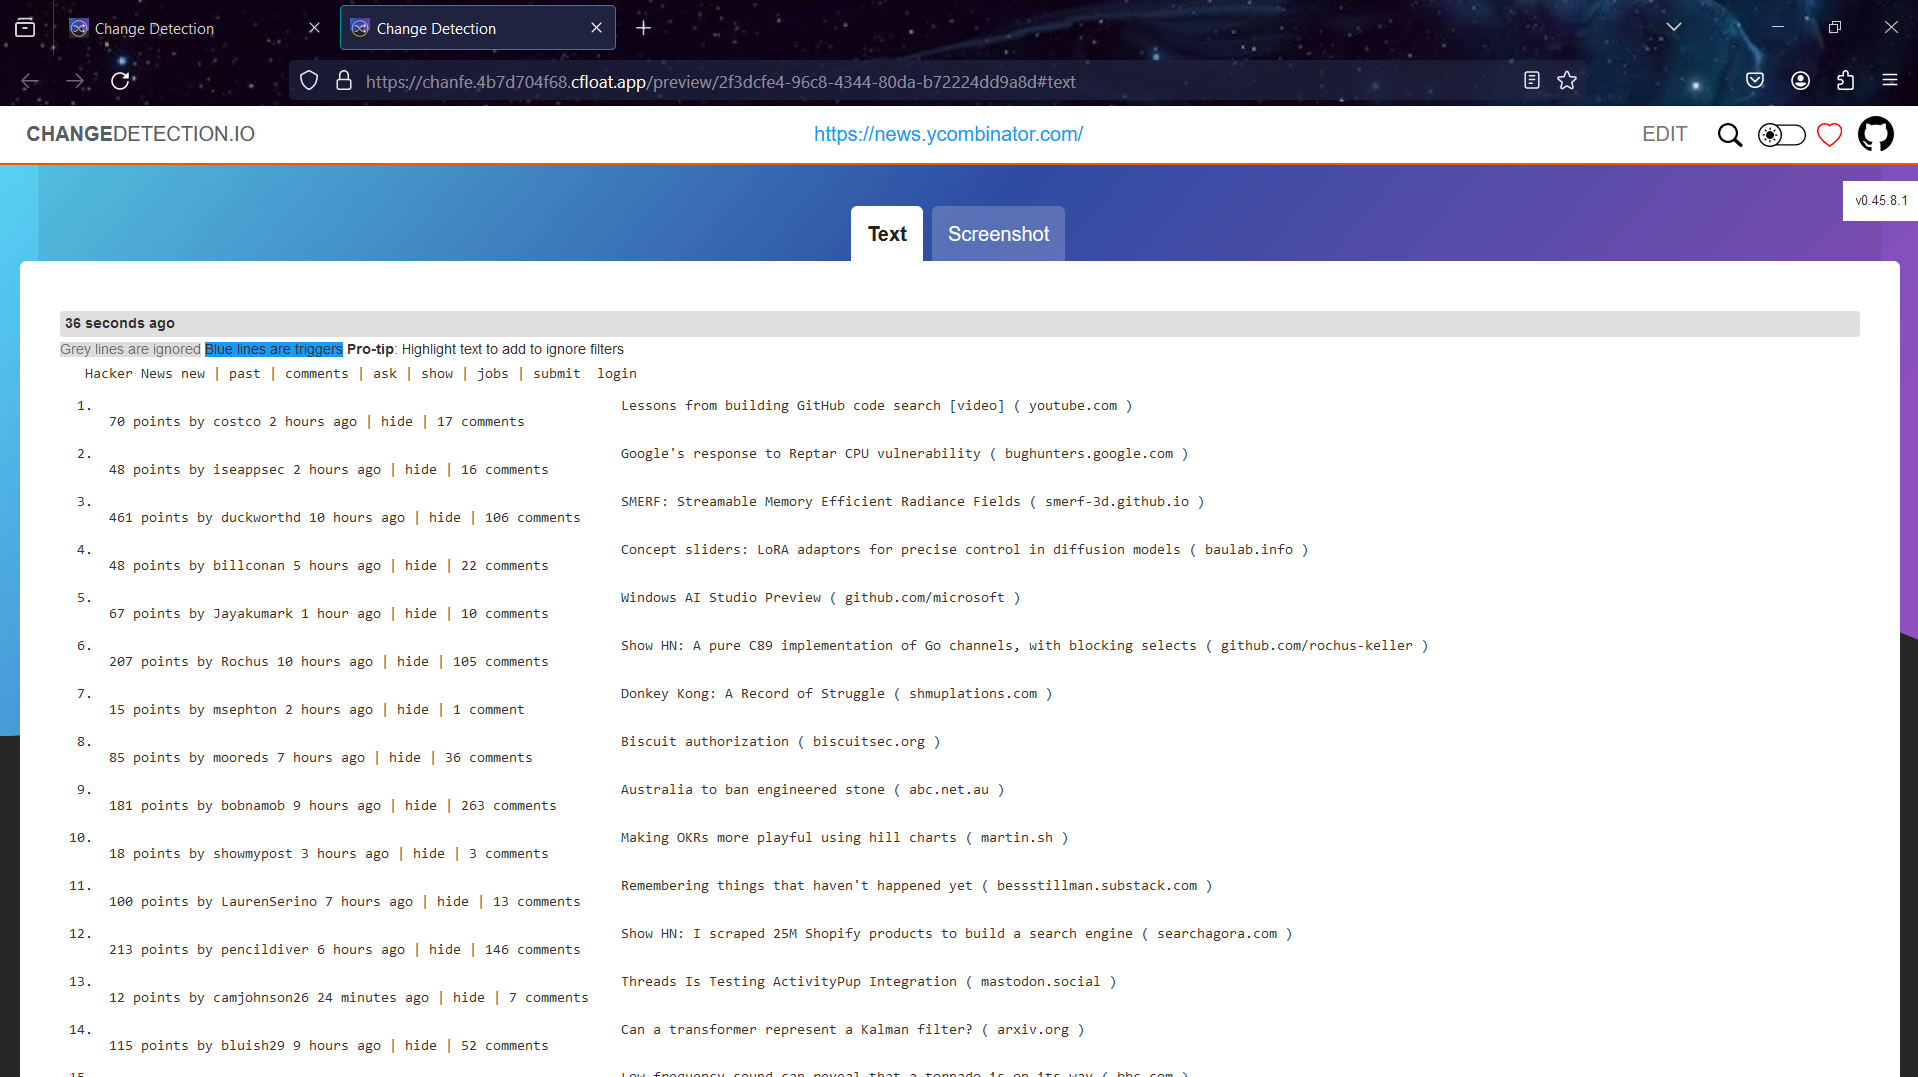 Change Detection
Change Detection
https://chanfe.4b7d704f68.cfloat.app/preview/2f3dcfe4-96c8-4344-80da-b72224dd9a8d#text
CHANGEDETECTION.IO
https://news.ycombinator.com/
EDIT
v0.45.8.1
Text
Screenshot
36 seconds ago
Grey lines are ignored Blue lines are triggers Pro-tip: Highlight text to add to ignore filters
Hacker News new | past | comments | ask | show | jobs | submit login
1. Lessons from building GitHub code search [video] ( youtube.com )
70 points by costco 2 hours ago | hide | 17 comments
2. Google's response to Reptar CPU vulnerability ( bughunters.google.com )
48 points by iseappsec 2 hours ago | hide | 16 comments
3. SMERF: Streamable Memory Efficient Radiance Fields ( smerf-3d.github.io )
461 points by duckworthd 10 hours ago | hide | 106 comments
4. Concept sliders: LoRA adaptors for precise control in diffusion models ( baulab.info )
48 points by billconan 5 hours ago | hide | 22 comments
5. Windows AI Studio Preview ( github.com/microsoft )
67 points by Jayakumark 1 hour ago | hide | 10 comments
6. Show HN: A pure C89 implementation of Go channels, with blocking selects ( github.com/rochus-keller )
207 points by Rochus 10 hours ago | hide | 105 comments
7. Donkey Kong: A Record of Struggle ( shmuplations.com )
15 points by msephton 2 hours ago | hide | 1 comment
8. Biscuit authorization ( biscuitsec.org )
85 points by mooreds 7 hours ago | hide | 36 comments
9. Australia to ban engineered stone ( abc.net.au )
181 points by bobnamob 9 hours ago | hide | 263 comments
10. Making OKRs more playful using hill charts ( martin.sh )
18 points by showmypost 3 hours ago | hide | 3 comments
11. Remembering things that haven't happened yet ( bessstillman.substack.com )
100 points by LaurenSerino 7 hours ago | hide | 13 comments
12. Show HN: I scraped 25M Shopify products to build a search engine ( searchagora.com )
213 points by pencildiver 6 hours ago | hide | 146 comments
13. Threads Is Testing ActivityPup Integration ( mastodon.social )
12 points by camjohnson26 24 minutes ago | hide | 7 comments
14. Can a transformer represent a Kalman filter? ( arxiv.org )
115 points by bluish29 9 hours ago | hide | 52 comments
15. Low-frequency sound can reveal that a tornado is on its way ( bbc.com )